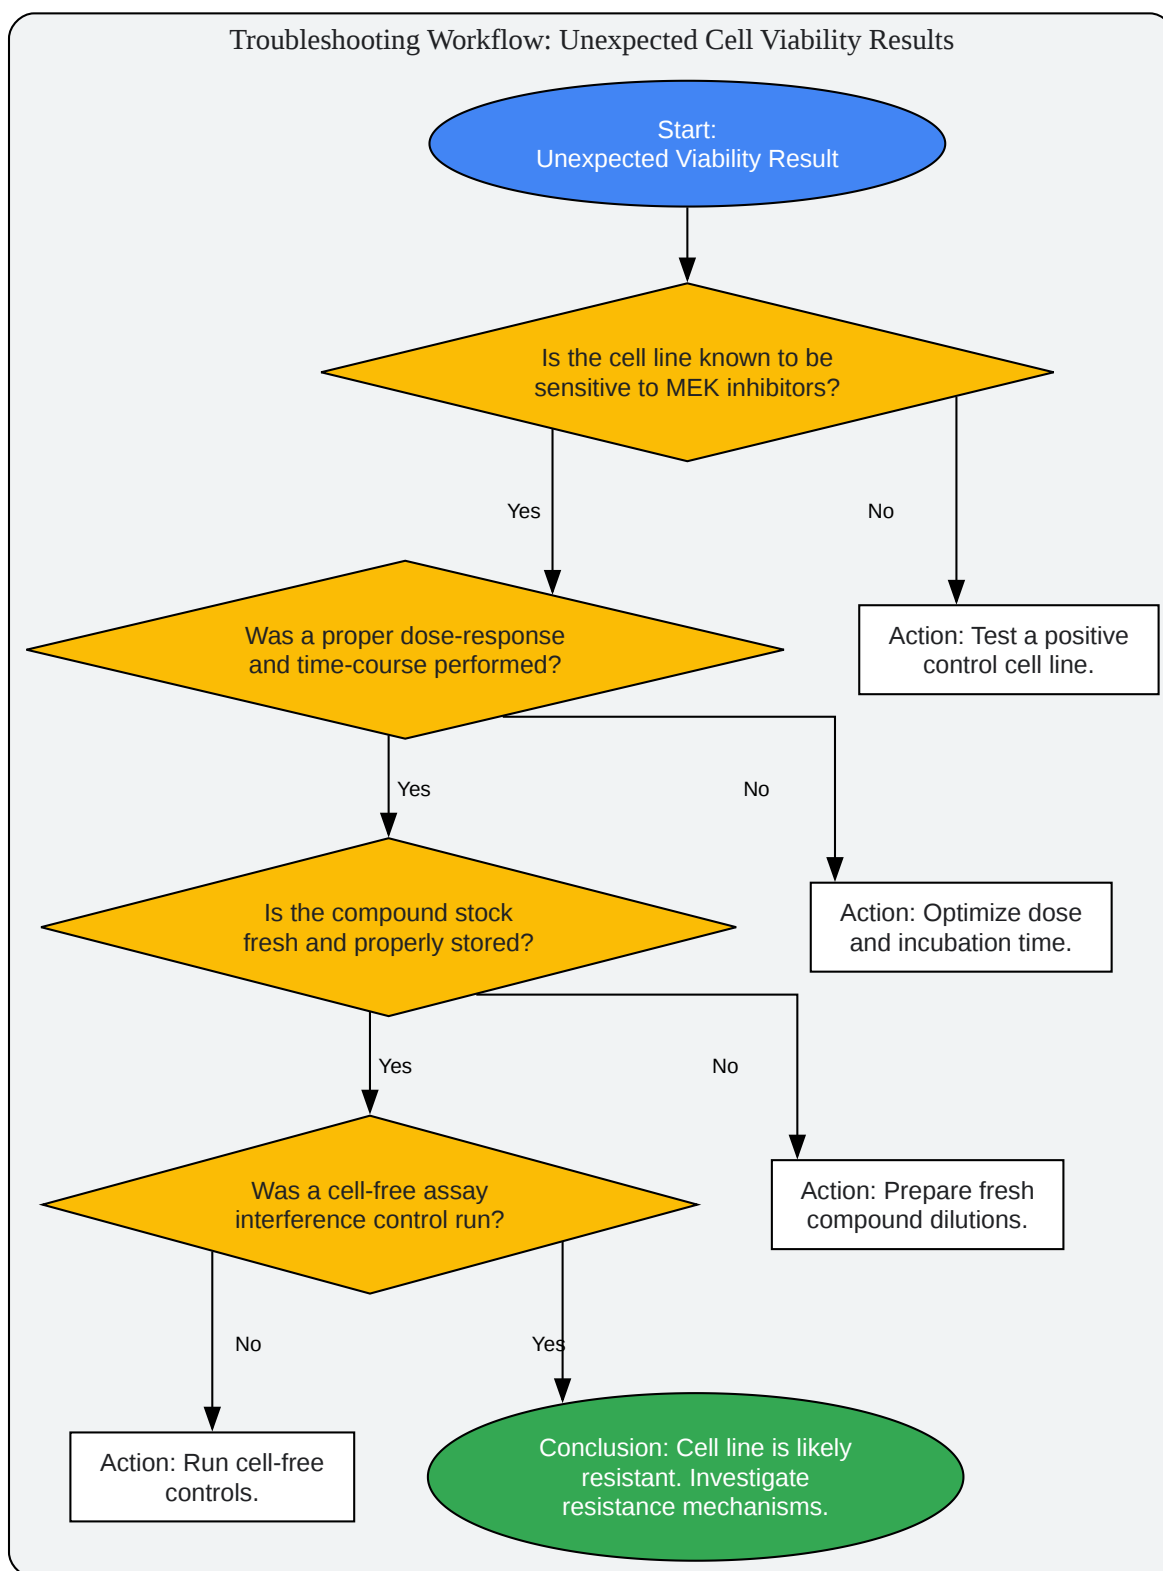 Troubleshooting Workflow: Unexpected Cell Viability Results
Start:
Unexpected Viability Result
Is the cell line known to be
sensitive to MEK inhibitors?
Yes
No
Was a proper dose-response
and time-course performed?
Action: Test a positive
control cell line.
Yes
No
Is the compound stock
fresh and properly stored?
Action: Optimize dose
and incubation time.
Yes
No
Was a cell-free assay
interference control run?
Action: Prepare fresh
compound dilutions.
No
Yes
Action: Run cell-free
controls.
Conclusion: Cell line is likely
resistant. Investigate
resistance mechanisms.